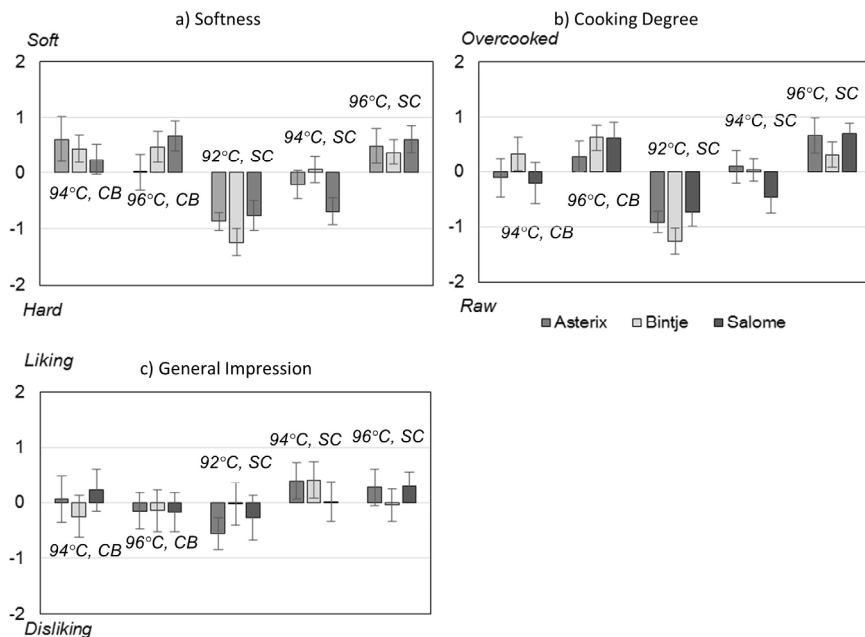 a) Softness
Soft
2
1
0
-1
-2
Hard
94°C, CB
96°C, CB
92°C, SC
94°C, SC
96°C, SC
b) Cooking Degree
Overcooked
2
1
0
-1
-2
Raw
94°C, CB
96°C, CB
92°C, SC
94°C, SC
96°C, SC
Asterix Bintje Salome
Liking
c) General Impression
2
1
0
-1
-2
Disliking
94°C, CB
96°C, CB
92°C, SC
94°C, SC
96°C, SC